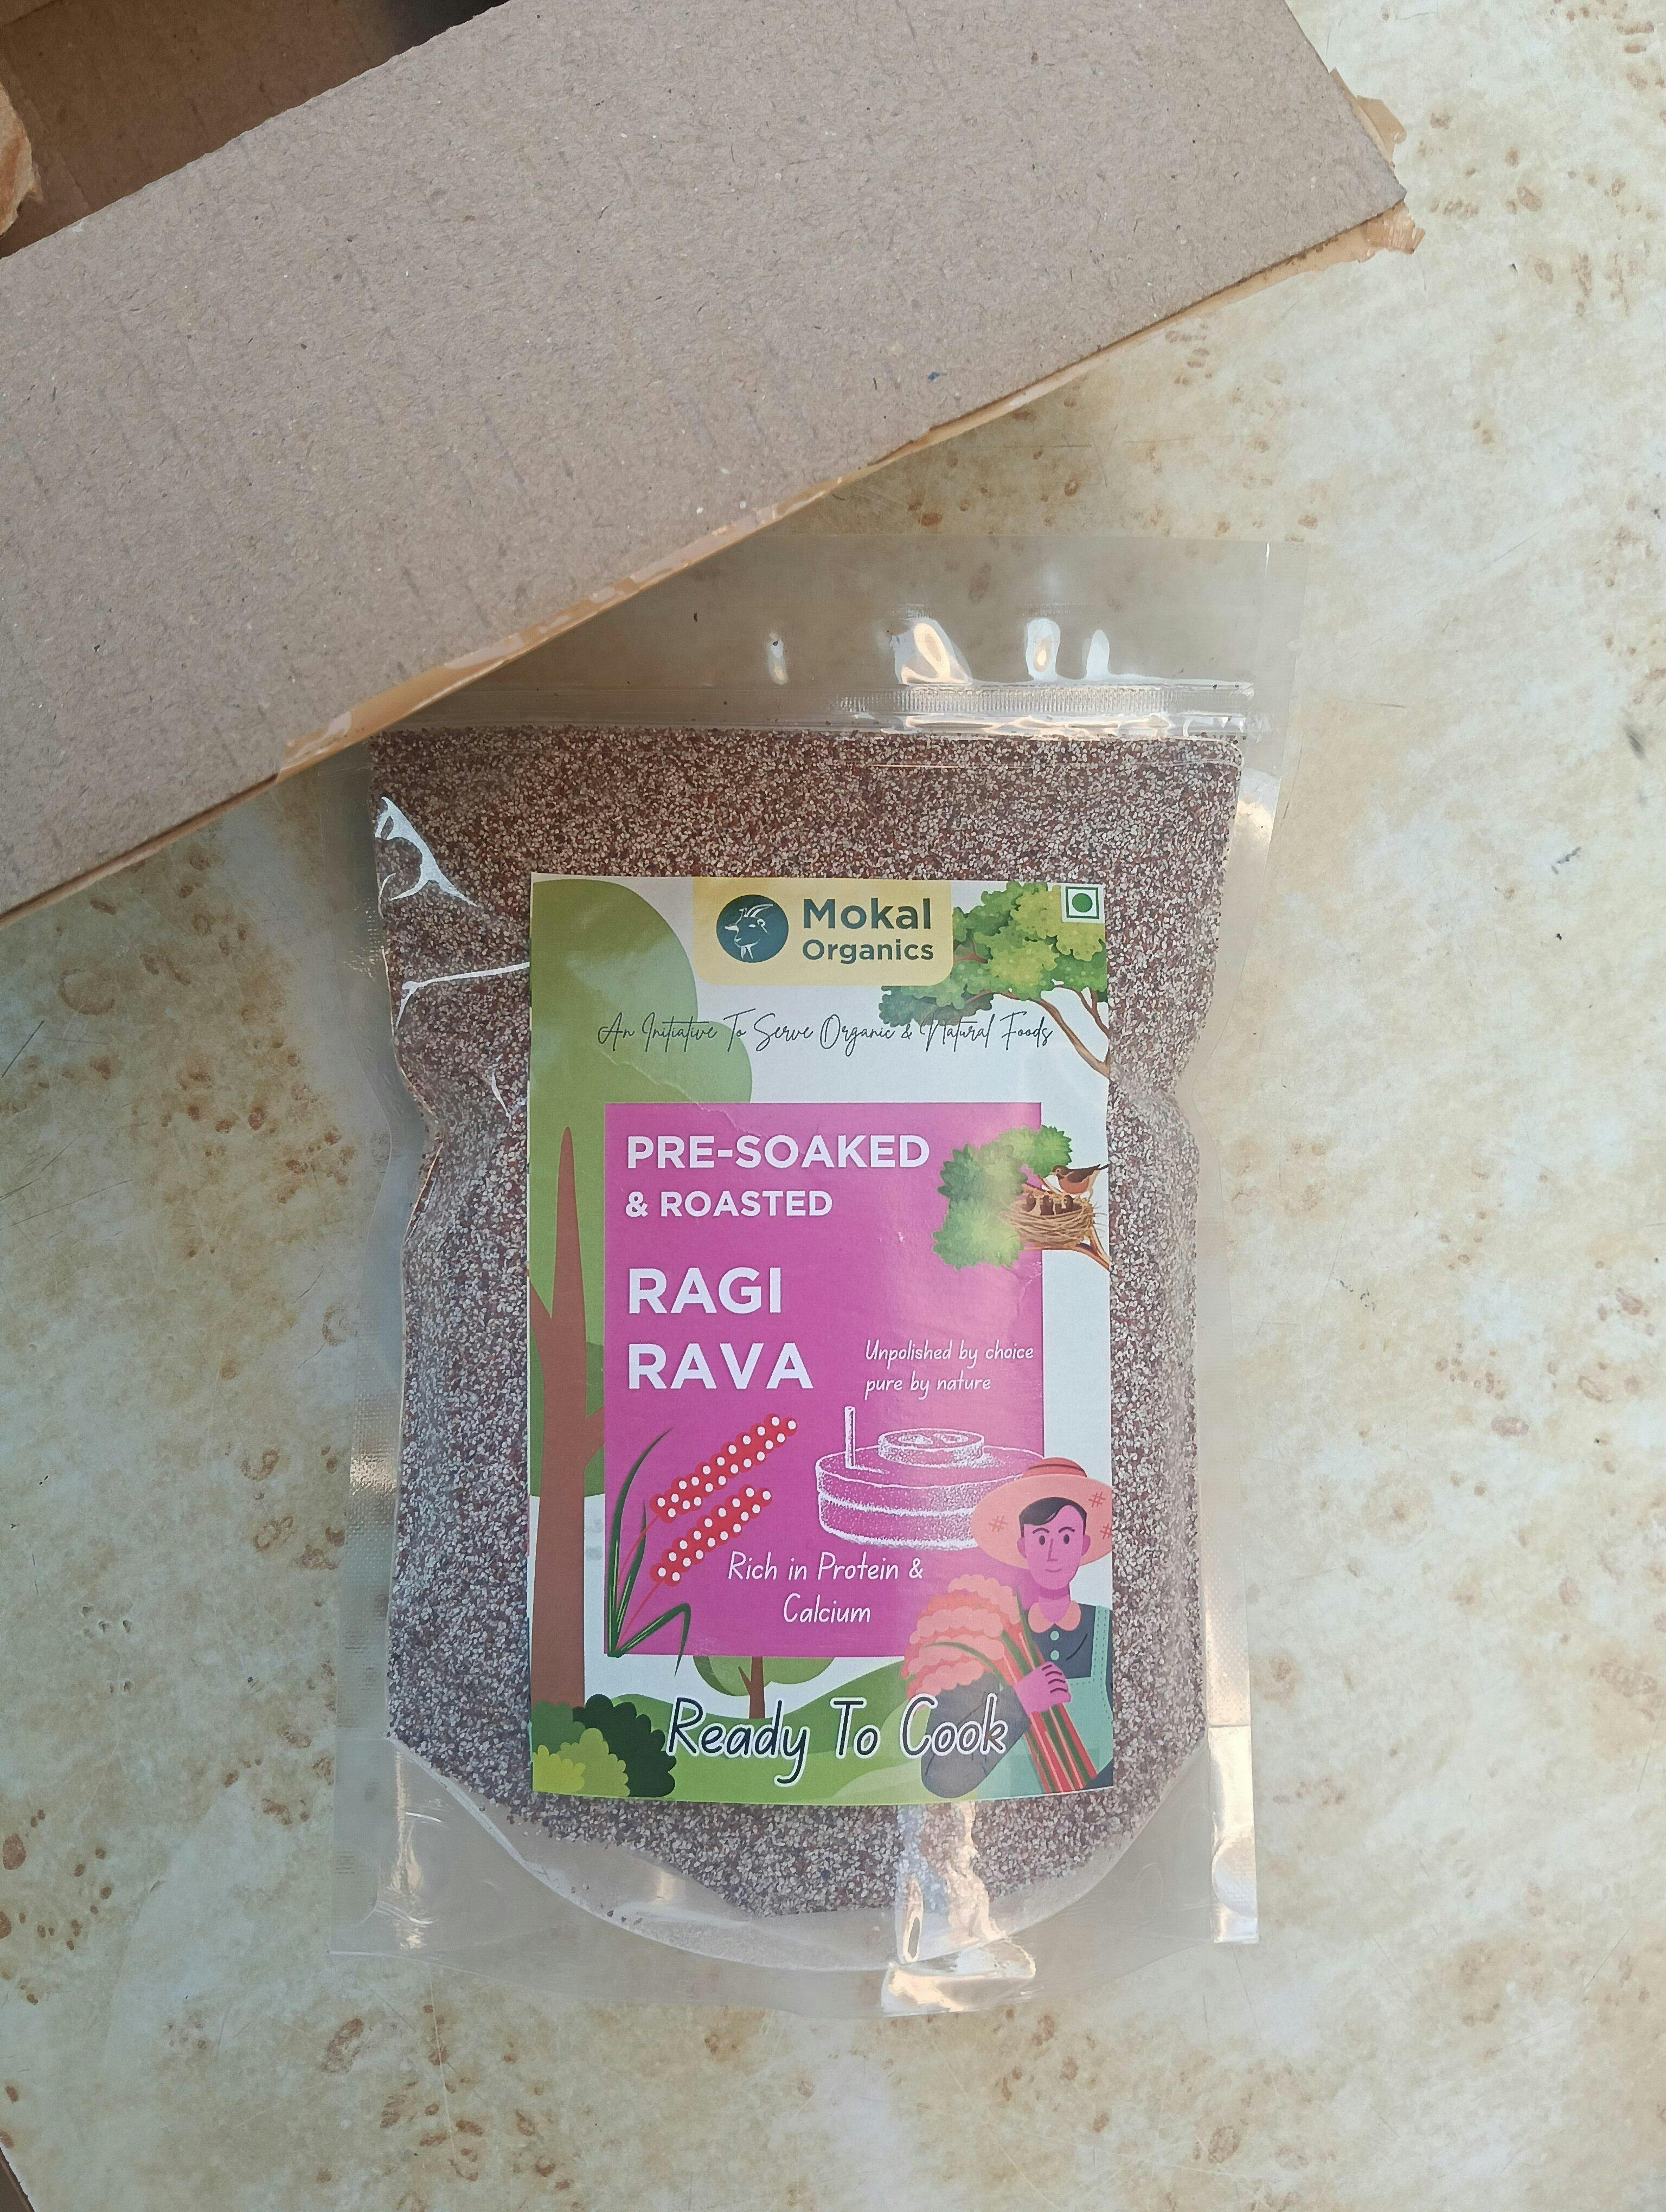 Mokal
Organics
An Initiative To Serve Organic & Natural Foods
PRE-SOAKED
& ROASTED
RAGI
RAVA
Unpolished by choice
pure by nature
Rich in Protein &
Calcium
Ready To Cook